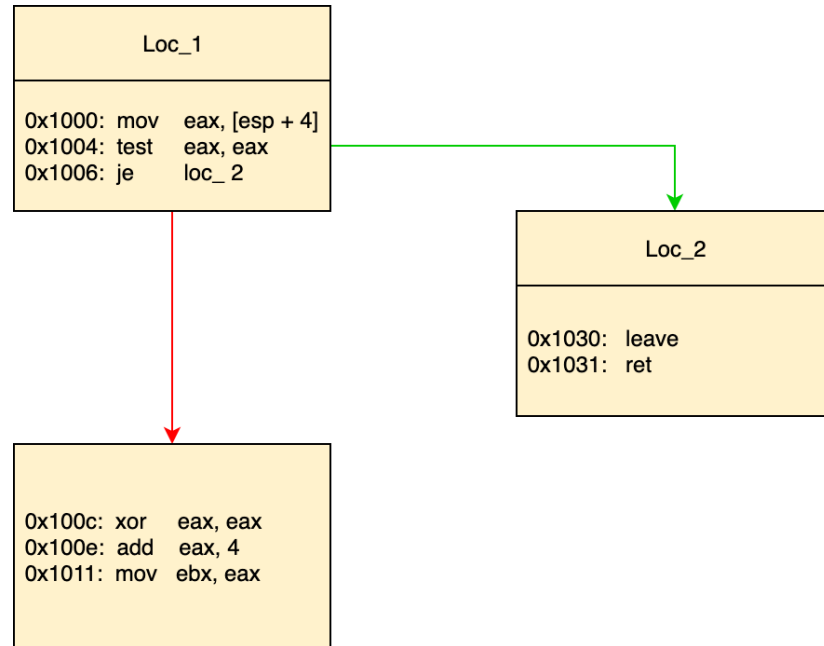 Loc_1
0x1000: mov eax, [esp + 4]
0x1004: test eax, eax
0x1006: je loc_ 2
Loc_2
0x1030: leave
0x1031: ret
0x100c: xor eax, eax
0x100e: add eax, 4
0x1011: mov ebx, eax